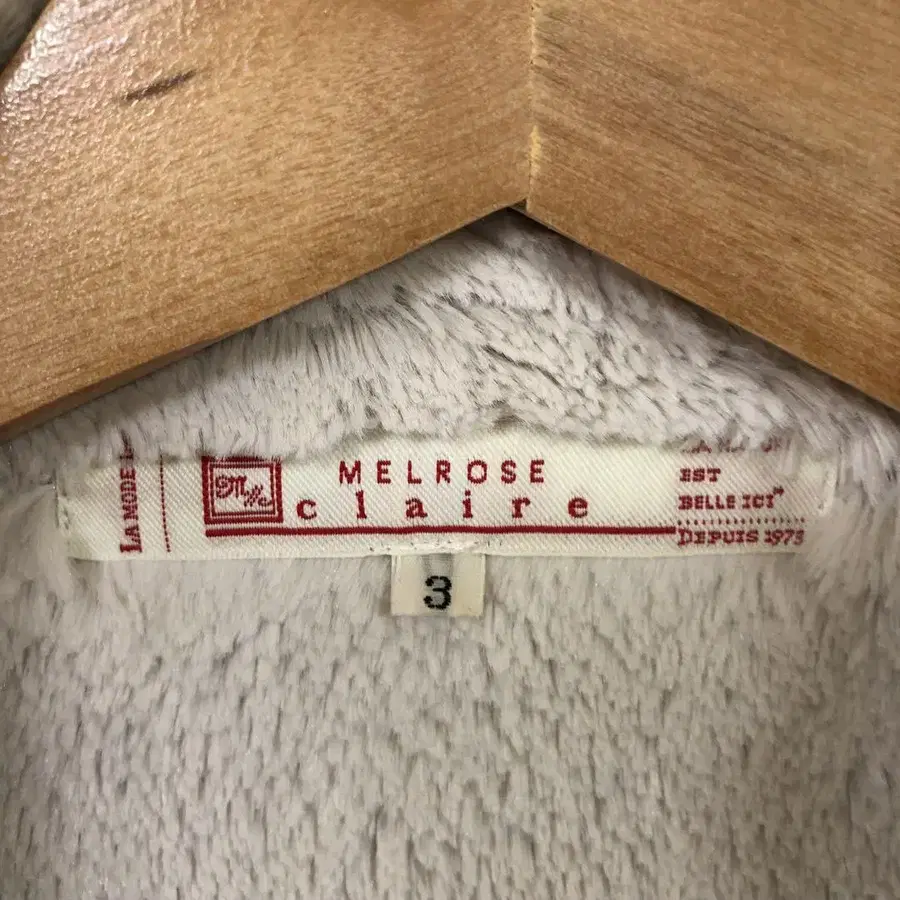 LA MODE
MELROSE
claire
EST
BELLE ICI"
DEPUIS 1973
3